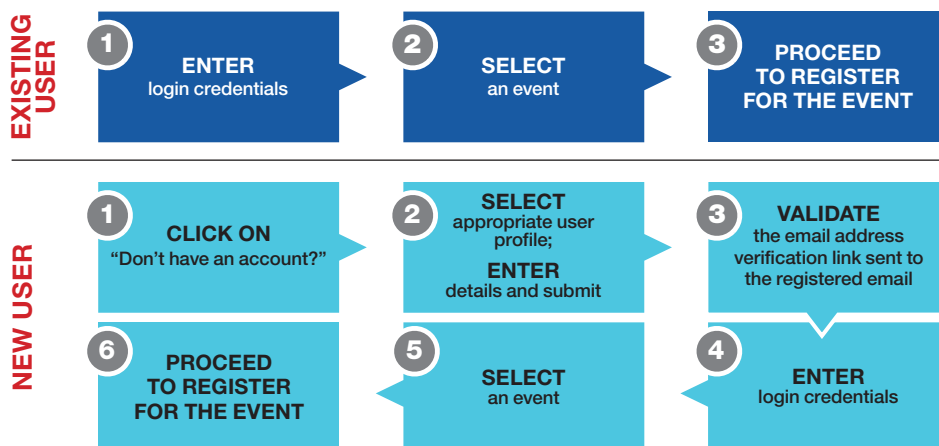 EXISTING
USER
1
ENTER
login credentials
2
SELECT
an event
3
PROCEED
TO REGISTER
FOR THE EVENT
NEW USER
1
CLICK ON
“Don’t have an account?”
2
SELECT
appropriate user
profile;
ENTER
details and submit
3
VALIDATE
the email address
verification link sent to
the registered email
4
ENTER
login credentials
5
SELECT
an event
6
PROCEED
TO REGISTER
FOR THE EVENT